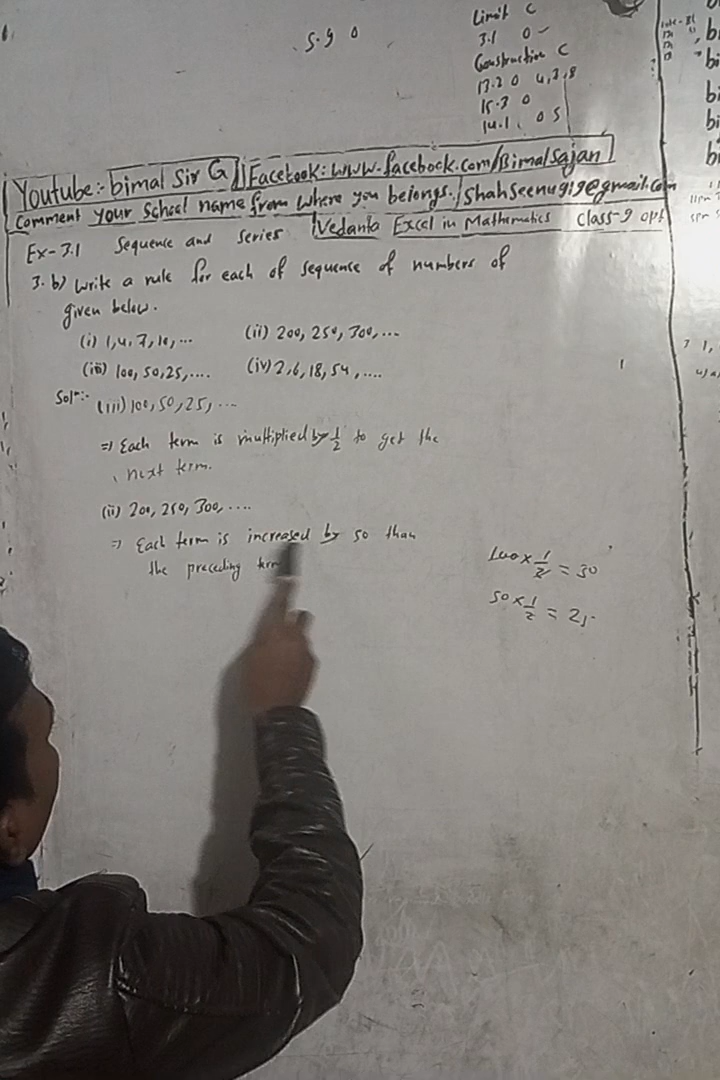 5.9 0
Limit C
3.1 0 -
Construction C
17.2 0 4,7,8
15.3 0
14.1, 0 5
Youtube:- bimal Sir G Facebook: www.facebook.com/Bimalsajan
Comment your School name from where you belongs. shahseenugi9@gmail.com
Ex-3.1 Sequence and Series Vedanta Excel in Mathematics class-9 opt
3. b) Write a rule for each of sequence of numbers of
given below.
(i) 1,4,7,10,... (ii) 200, 250, 300,...
(iii) 100, 50, 25,.... (iv) 2,6,18,54,....
Solⁿ:-
(iii) 100, 50, 25, ...
=) Each term is multiplied by 1/2 to get the
next term.
(ii) 200, 250, 300, ....
=) Each term is increased by 50 than
the preceding term
100 x 1/2 = 50
50 x 1/2 = 25